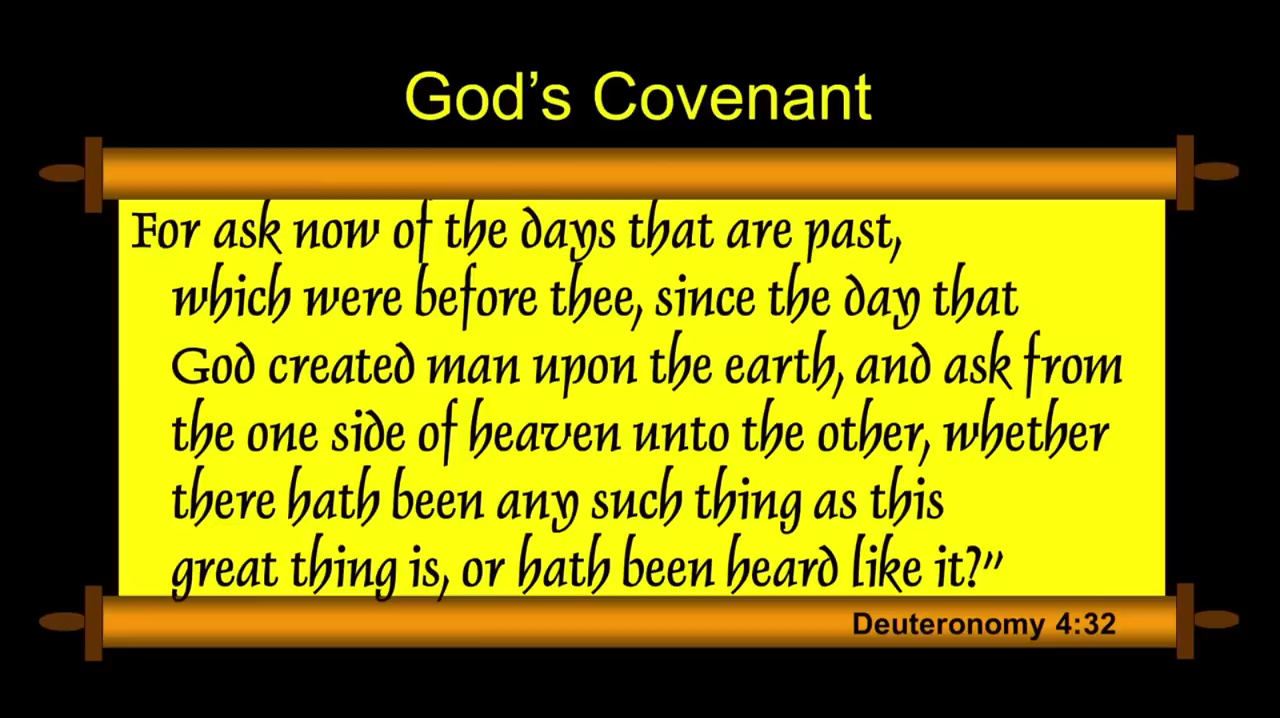 God’s Covenant
For ask now of the days that are past,
which were before thee, since the day that
God created man upon the earth, and ask from
the one side of heaven unto the other, whether
there hath been any such thing as this
great thing is, or hath been heard like it?”
Deuteronomy 4:32